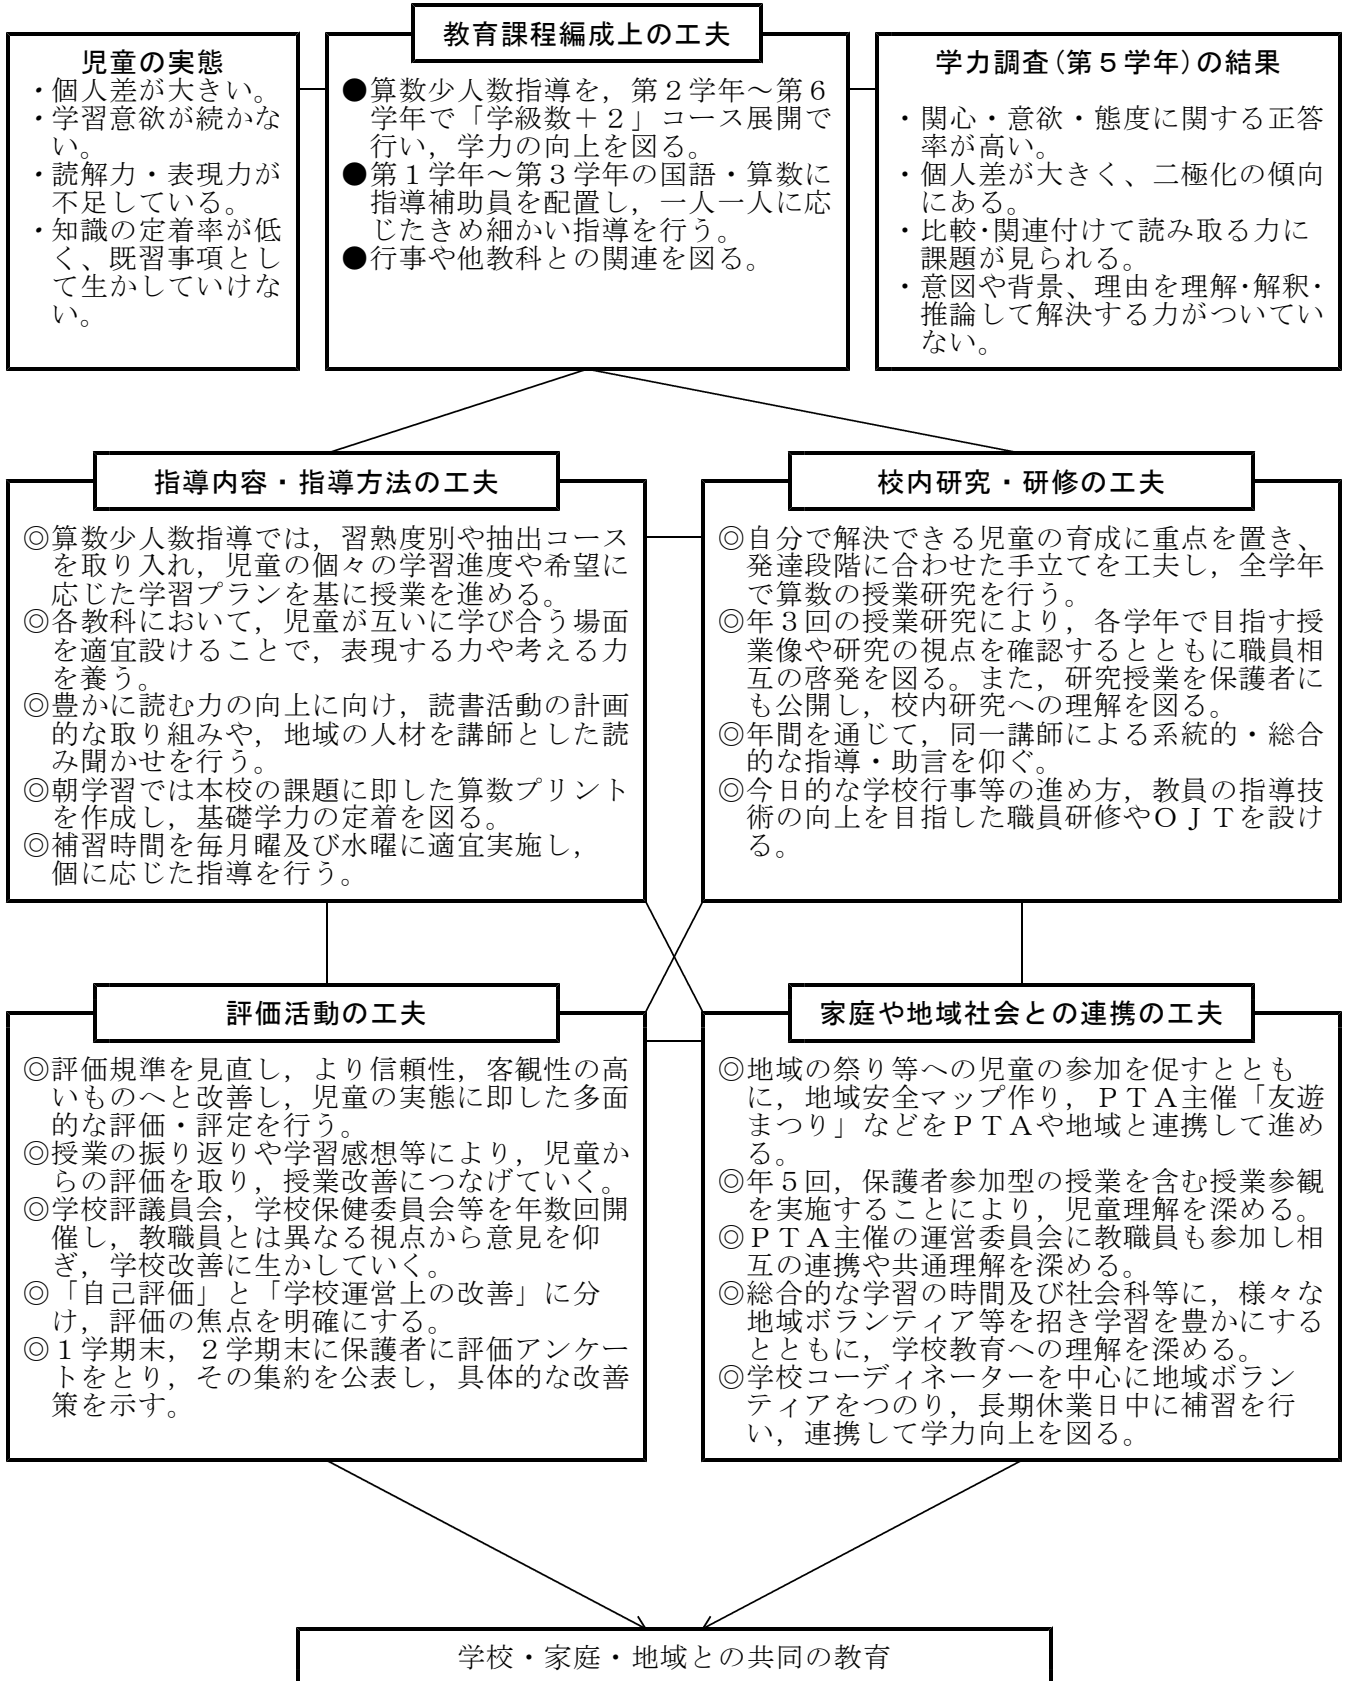 児童の実態
・個人差が大きい。
・学習意欲が続かな
い。
・読解力・表現力が
不足している。
・知識の定着率が低
く、既習事項とし
て生かしていけな
い。
教育課程編成上の工夫
●算数少人数指導を，第２学年～第６
学年で「学級数＋２」コース展開で
行い，学力の向上を図る。
●第１学年～第３学年の国語・算数に
指導補助員を配置し，一人一人に応
じたきめ細かい指導を行う。
●行事や他教科との関連を図る。
学力調査(第５学年)の結果
・関心・意欲・態度に関する正答
率が高い。
・個人差が大きく、二極化の傾向
にある。
・比較･関連付けて読み取る力に
課題が見られる。
・意図や背景、理由を理解･解釈･
推論して解決する力がついてい
ない。
指導内容・指導方法の工夫
◎算数少人数指導では，習熟度別や抽出コース
を取り入れ，児童の個々の学習進度や希望に
応じた学習プランを基に授業を進める。
◎各教科において，児童が互いに学び合う場面
を適宜設けることで，表現する力や考える力
を養う。
◎豊かに読む力の向上に向け，読書活動の計画
的な取り組みや，地域の人材を講師とした読
み聞かせを行う。
◎朝学習では本校の課題に即した算数プリント
を作成し，基礎学力の定着を図る。
◎補習時間を毎月曜及び水曜に適宜実施し，
個に応じた指導を行う。
校内研究・研修の工夫
◎自分で解決できる児童の育成に重点を置き、
発達段階に合わせた手立てを工夫し，全学年
で算数の授業研究を行う。
◎年３回の授業研究により，各学年で目指す授
業像や研究の視点を確認するとともに職員相
互の啓発を図る。また，研究授業を保護者に
も公開し，校内研究への理解を図る。
◎年間を通じて，同一講師による系統的・総合
的な指導・助言を仰ぐ。
◎今日的な学校行事等の進め方，教員の指導技
術の向上を目指した職員研修やＯＪＴを設け
る。
評価活動の工夫
◎評価規準を見直し，より信頼性，客観性の高
いものへと改善し，児童の実態に即した多面
的な評価・評定を行う。
◎授業の振り返りや学習感想等により，児童か
らの評価を取り，授業改善につなげていく。
◎学校評議員会，学校保健委員会等を年数回開
催し，教職員とは異なる視点から意見を仰
ぎ，学校改善に生かしていく。
◎「自己評価」と「学校運営上の改善」に分
け，評価の焦点を明確にする。
◎１学期末，２学期末に保護者に評価アンケー
トをとり，その集約を公表し，具体的な改善
策を示す。
家庭や地域社会との連携の工夫
◎地域の祭り等への児童の参加を促すととも
に，地域安全マップ作り，ＰＴＡ主催「友遊
まつり」などをＰＴＡや地域と連携して進め
る。
◎年５回，保護者参加型の授業を含む授業参観
を実施することにより，児童理解を深める。
◎ＰＴＡ主催の運営委員会に教職員も参加し相
互の連携や共通理解を深める。
◎総合的な学習の時間及び社会科等に，様々な
地域ボランティア等を招き学習を豊かにする
とともに，学校教育への理解を深める。
◎学校コーディネーターを中心に地域ボラン
ティアをつのり，長期休業日中に補習を行
い，連携して学力向上を図る。
学校・家庭・地域との共同の教育